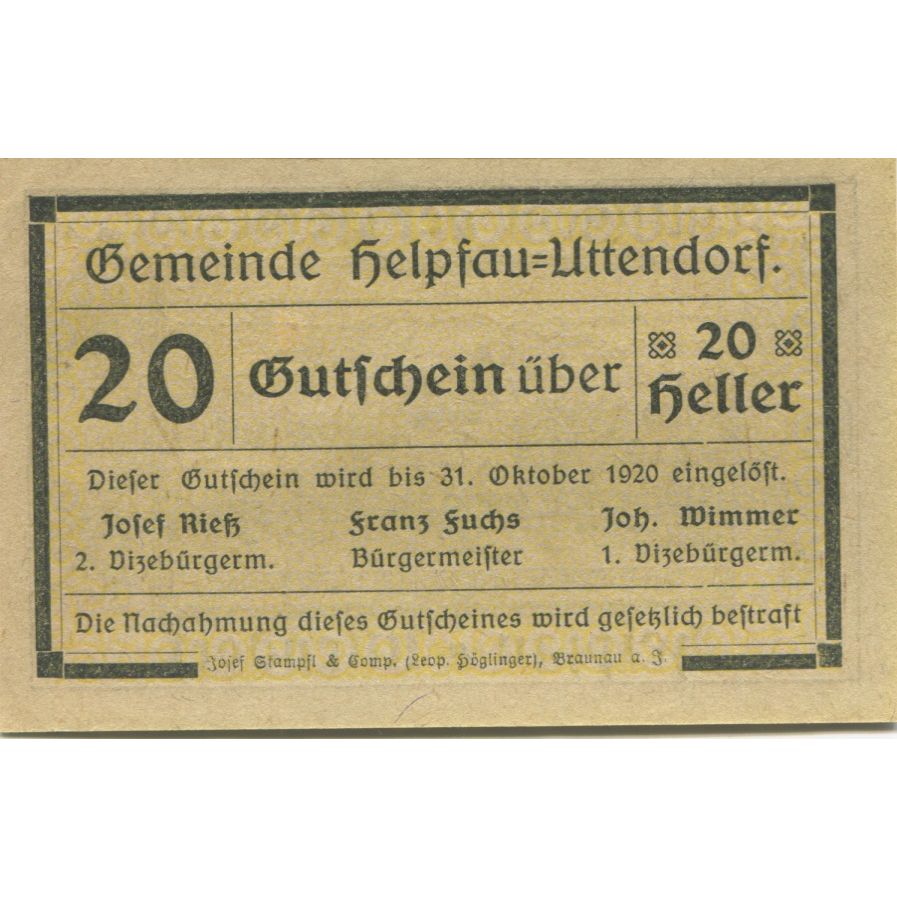 Gemeinde Helpfau=Uttendorf.
20
Gutschein über
20
Heller
Dieser Gutschein wird bis 31. Oktober 1920 eingelöst.
Josef Rieß Franz Fuchs Joh. Wimmer
2. Vizebürgerm. Bürgermeister 1. Vizebürgerm.
Die Nachahmung dieses Gutscheines wird gesetzlich bestraft
Josef Stampfl & Comp. (Leop. Höglinger), Braunau a. I.